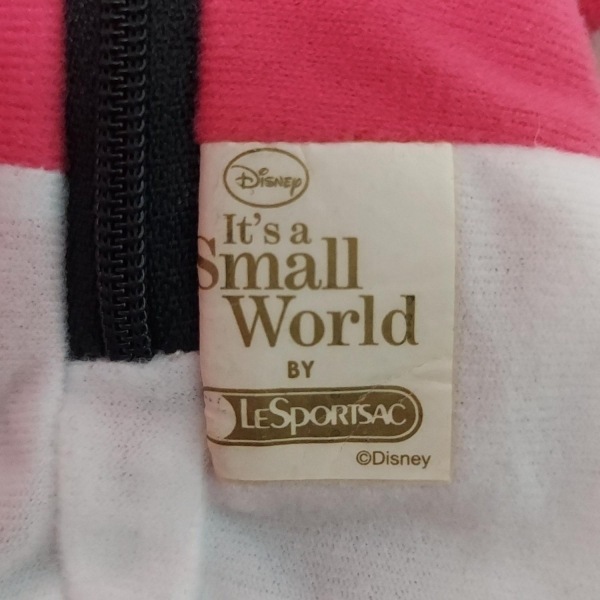 Disney
It's a
Small
World
BY
LESPORTSAC
©Disney